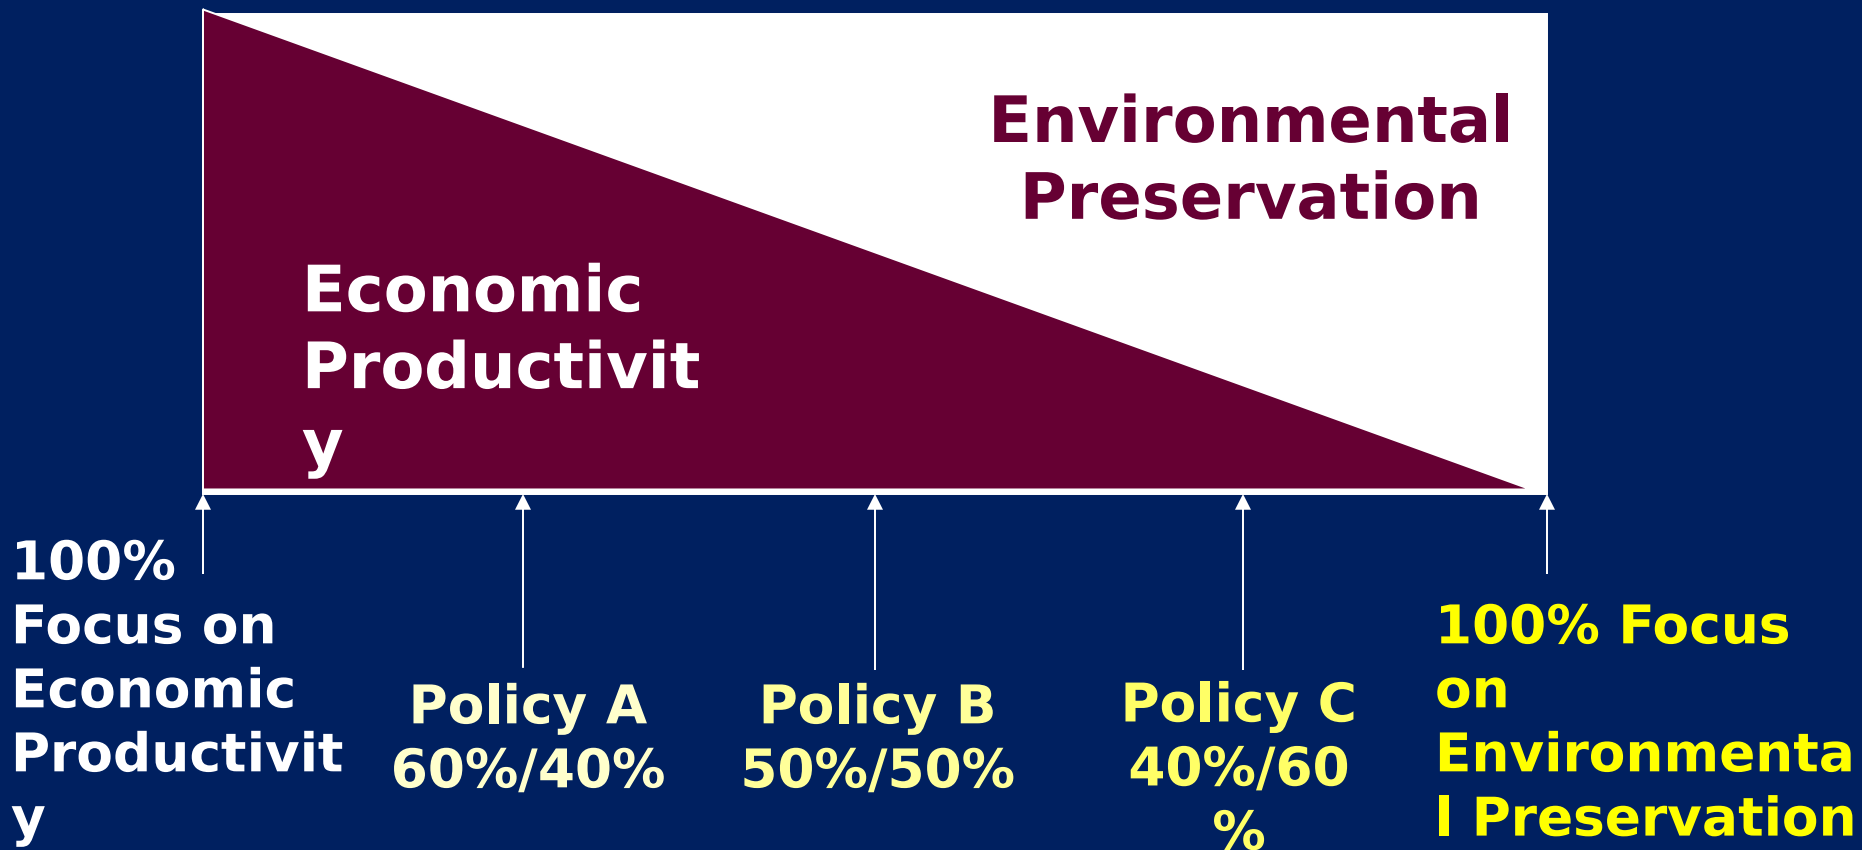 Environmental
Preservation
Economic
Productivit
y
100%
Focus on
Economic
Productivit
y
Policy A
60%/40%
Policy B
50%/50%
Policy C
40%/60
%
100% Focus
on
Environmenta
l Preservation